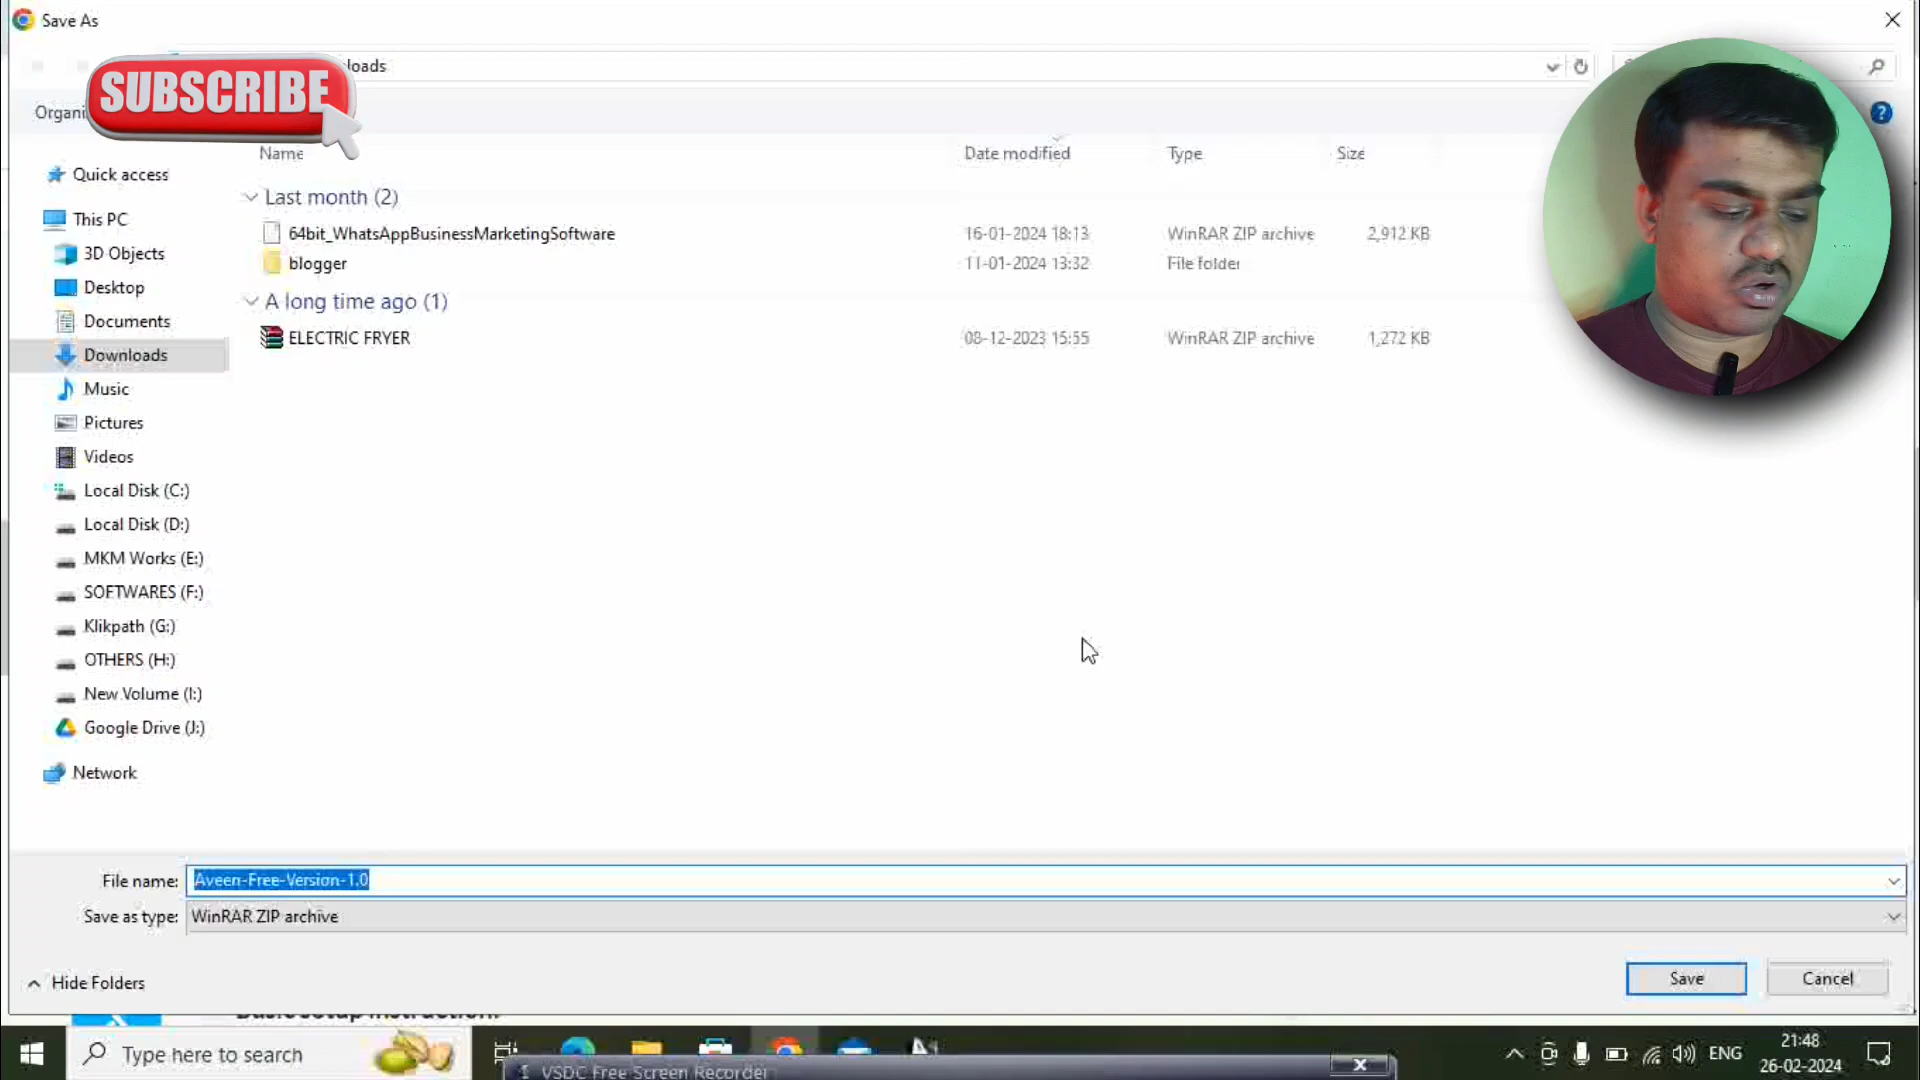 Save As
SUBSCRIBE
loads
Organi
Name Date modified Type Size
Quick access
This PC
3D Objects
Desktop
Documents
Downloads
Music
Pictures
Videos
Local Disk (C:)
Local Disk (D:)
MKM Works (E:)
SOFTWARES (F:)
Klikpath (G:)
OTHERS (H:)
New Volume (I:)
Google Drive (J:)
Network
Last month (2)
64bit_WhatsAppBusinessMarketingSoftware 16-01-2024 18:13 WinRAR ZIP archive 2,912 KB
blogger 11-01-2024 13:32 File folder
A long time ago (1)
ELECTRIC FRYER 08-12-2023 15:55 WinRAR ZIP archive 1,272 KB
File name: Aveen-Free-Version-1.0
Save as type: WinRAR ZIP archive
Hide Folders
Save Cancel
Basic setup instruction:
Type here to search
VSDC Free Screen Recorder
ENG
21:48
26-02-2024